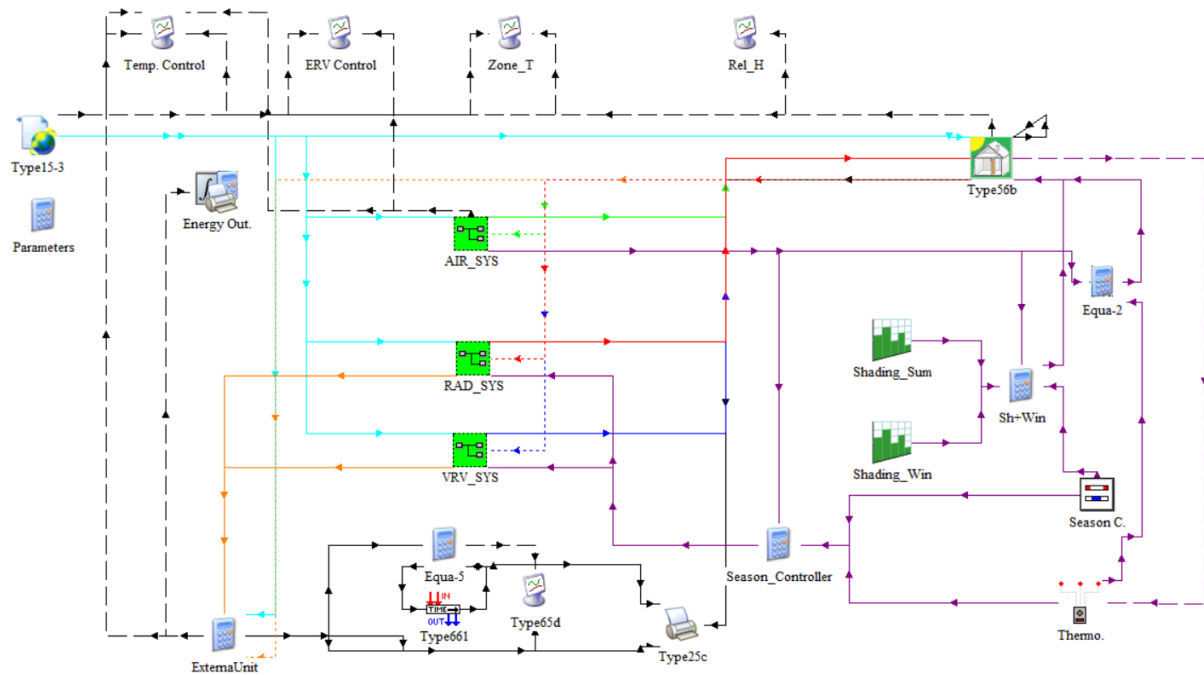 Temp. Control
ERV Control
Zone_T
Rel_H
Type15-3
Type56b
Parameters
Energy Out.
AIR_SYS
Equa-2
Shading_Sum
RAD_SYS
Sh+Win
Shading_Win
VRV_SYS
Season C.
Equa-5
Season_Controller
IN
TIME
OUT
Type661
Type65d
Thermo.
Type25c
ExternaUnit